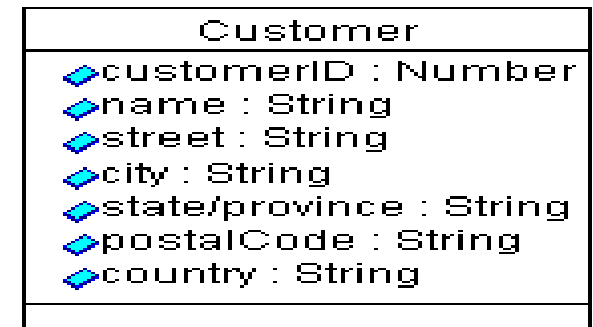 Customer
customerID : Number
name : String
street : String
city : String
state/province : String
postalCode : String
country : String